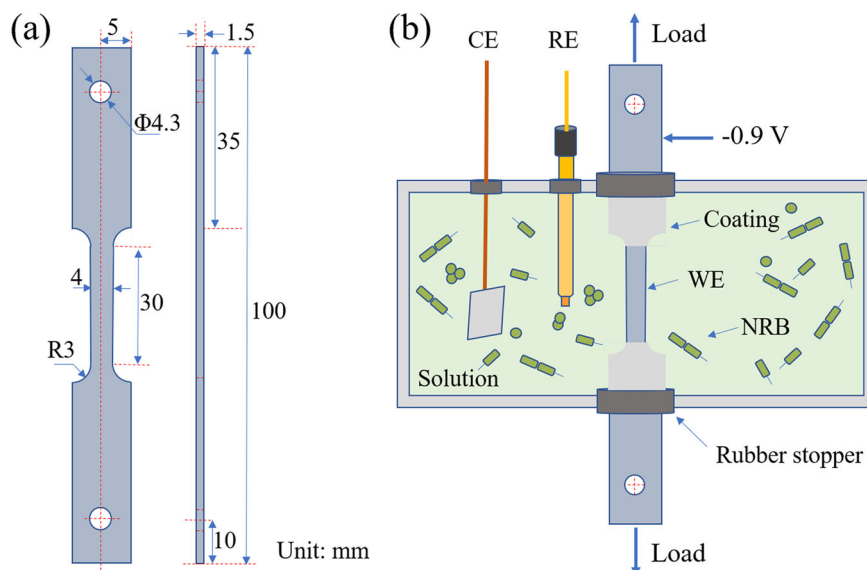 (a)
5
1.5
Φ4.3
35
4
30
100
R3
10
Unit: mm
(b)
CE
RE
Load
-0.9 V
Coating
WE
NRB
Solution
Rubber stopper
Load